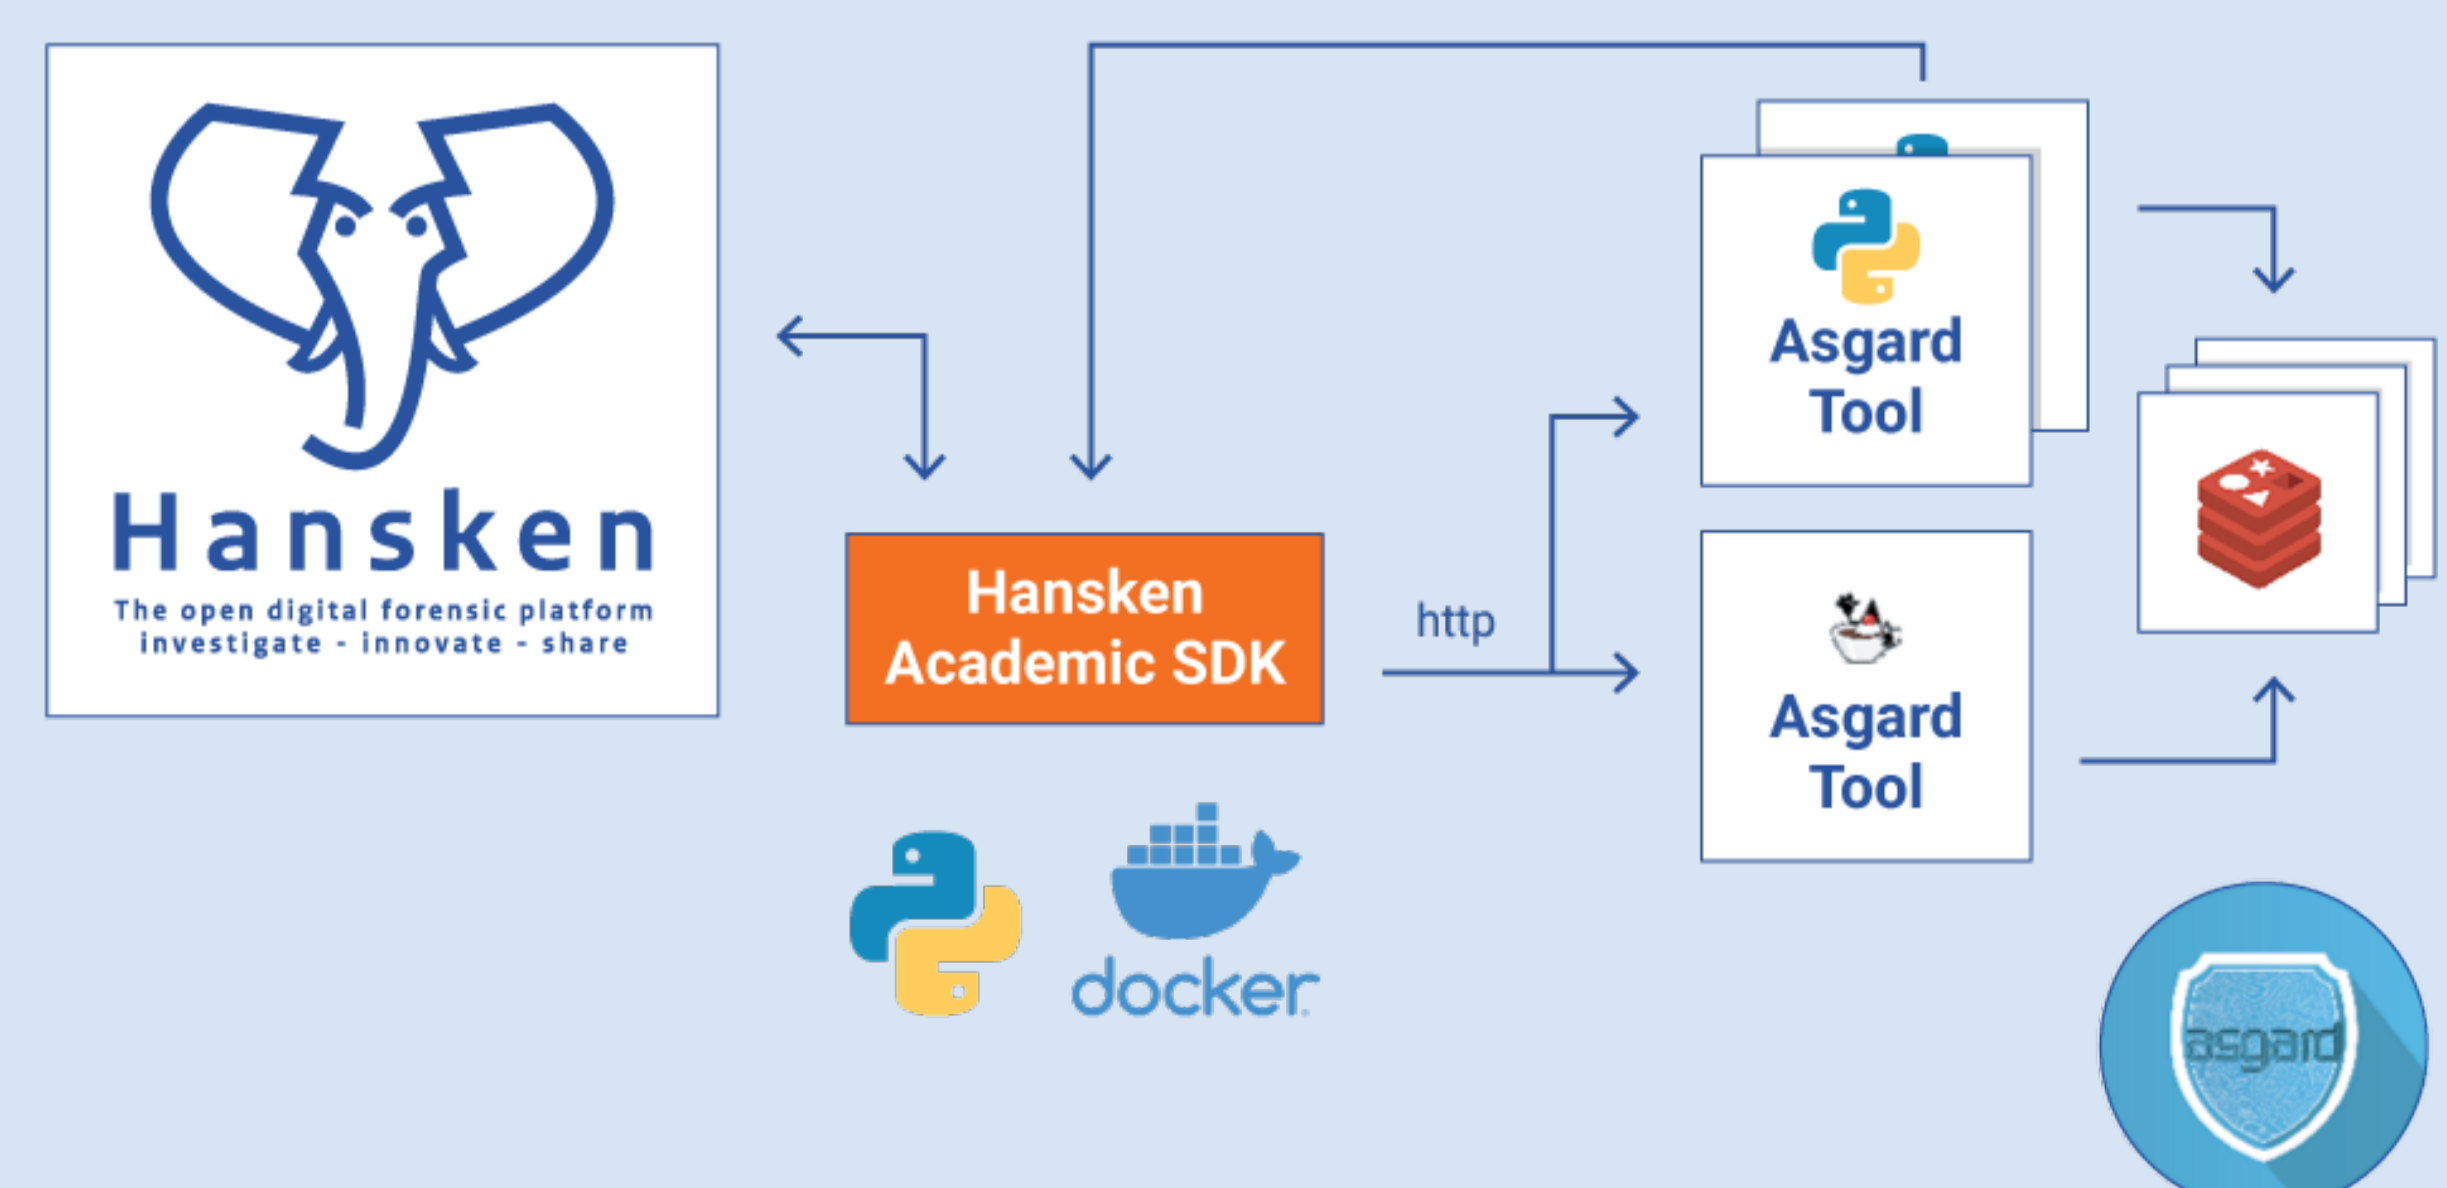 Hansken
The open digital forensic platform
investigate - innovate - share
Hansken
Academic SDK
http
Asgard
Tool
Asgard
Tool
docker
asgard